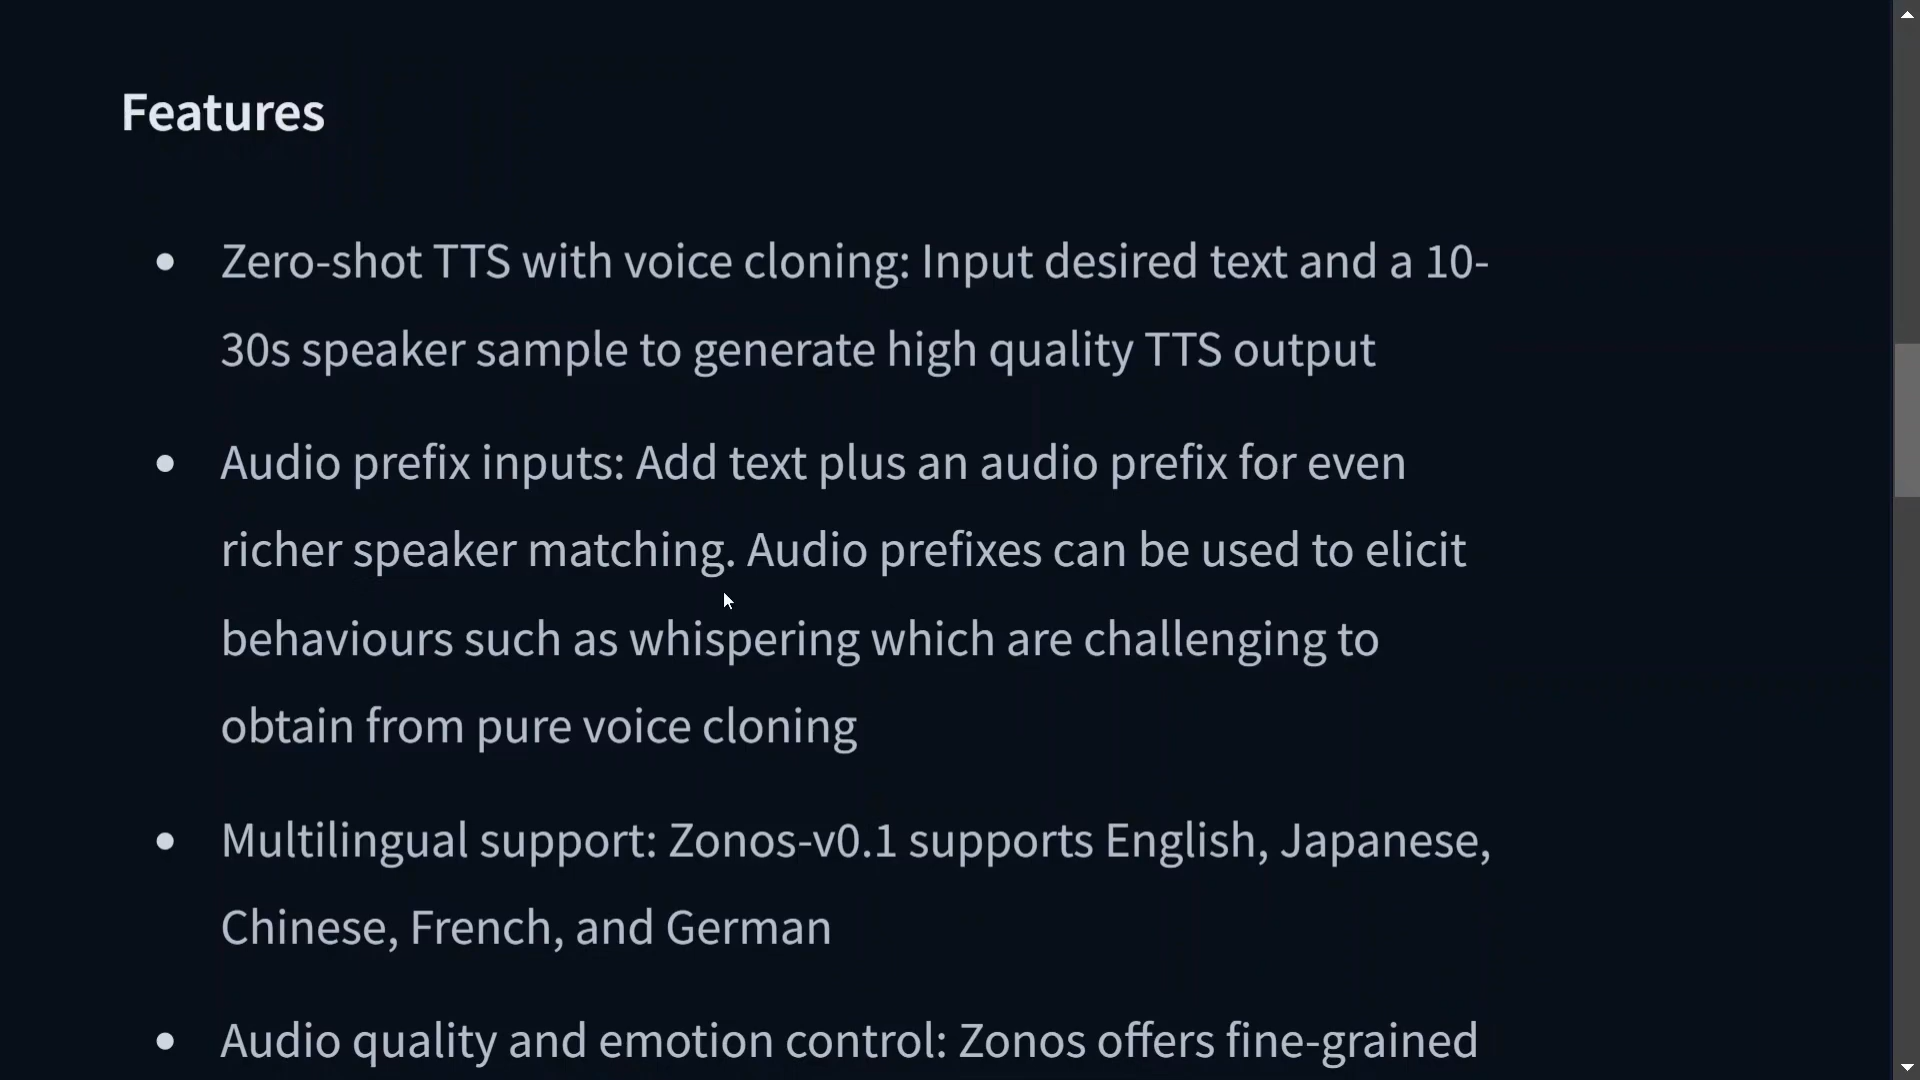 Features
• Zero-shot TTS with voice cloning: Input desired text and a 10-
30s speaker sample to generate high quality TTS output
• Audio prefix inputs: Add text plus an audio prefix for even
richer speaker matching. Audio prefixes can be used to elicit
behaviours such as whispering which are challenging to
obtain from pure voice cloning
• Multilingual support: Zonos-v0.1 supports English, Japanese,
Chinese, French, and German
• Audio quality and emotion control: Zonos offers fine-grained